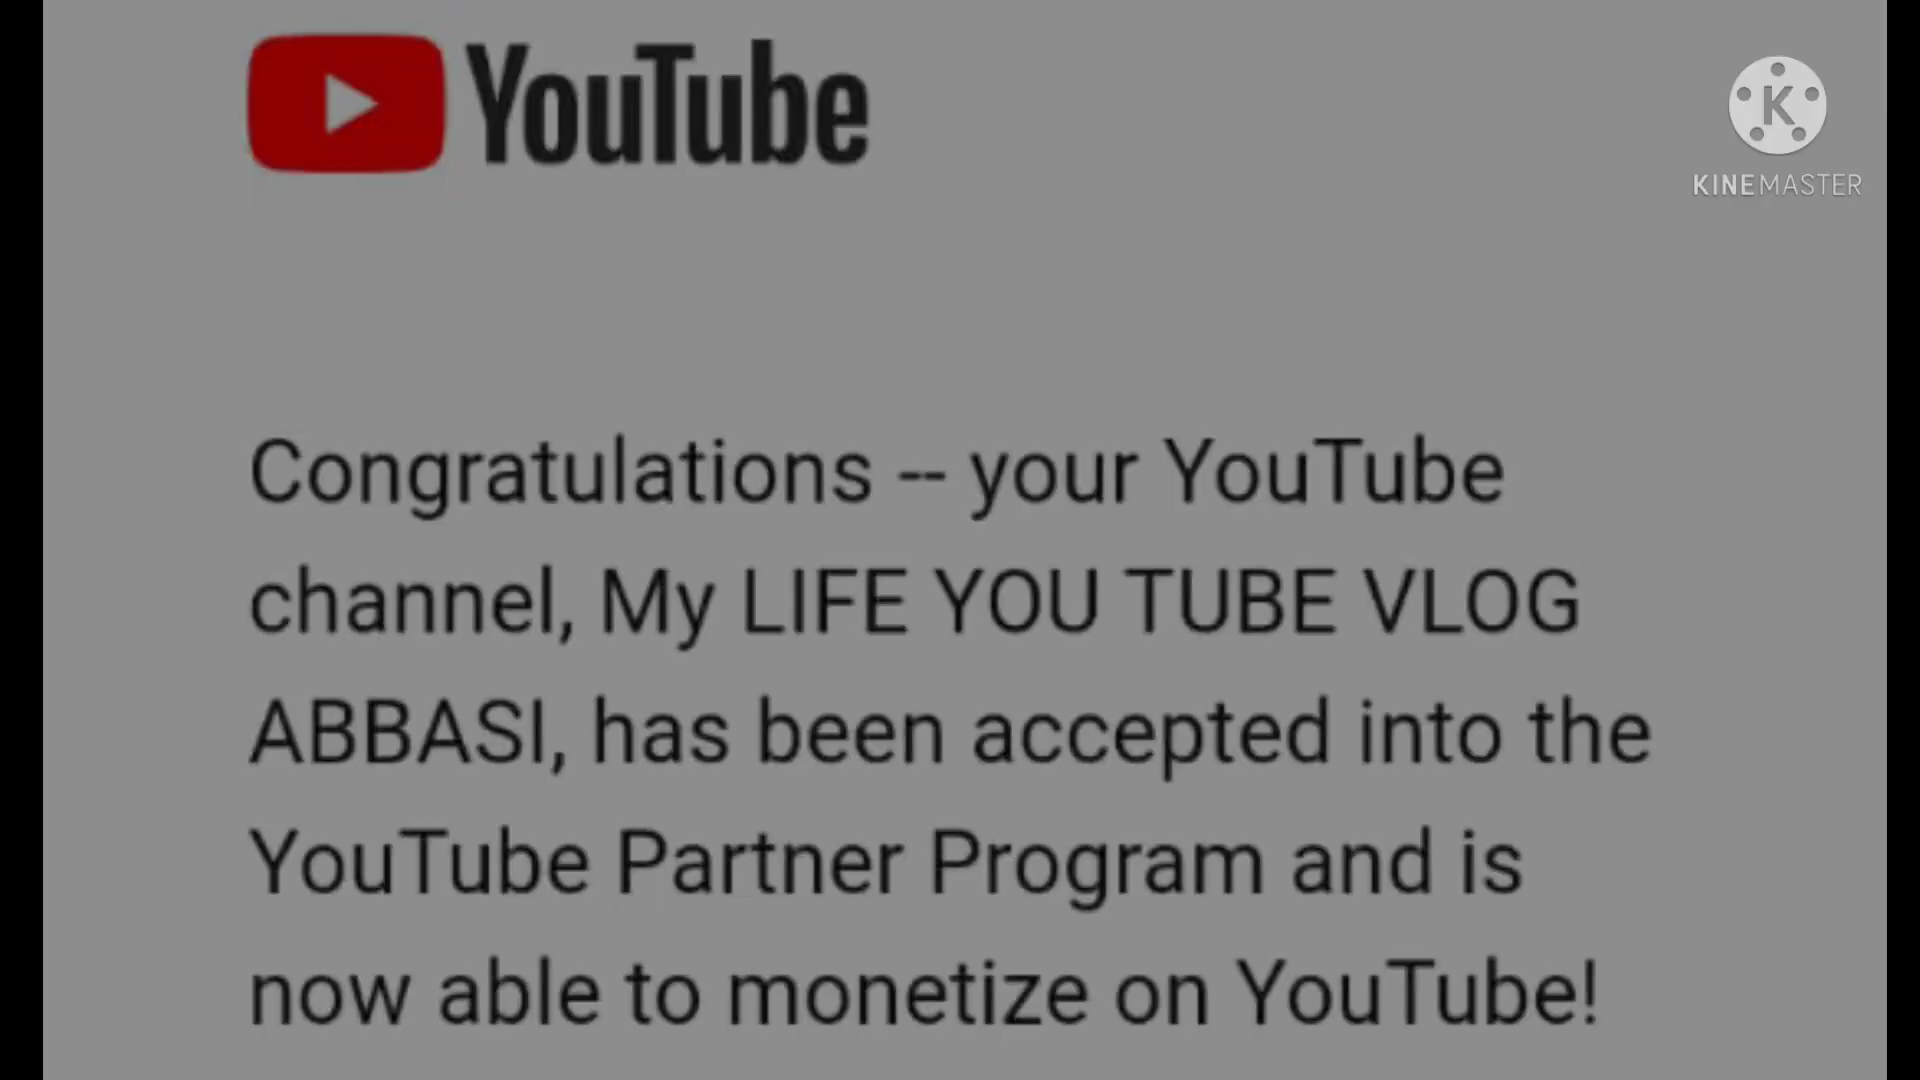 YouTube
K
KINEMASTER
Congratulations -- your YouTube
channel, My LIFE YOU TUBE VLOG
ABBASI, has been accepted into the
YouTube Partner Program and is
now able to monetize on YouTube!